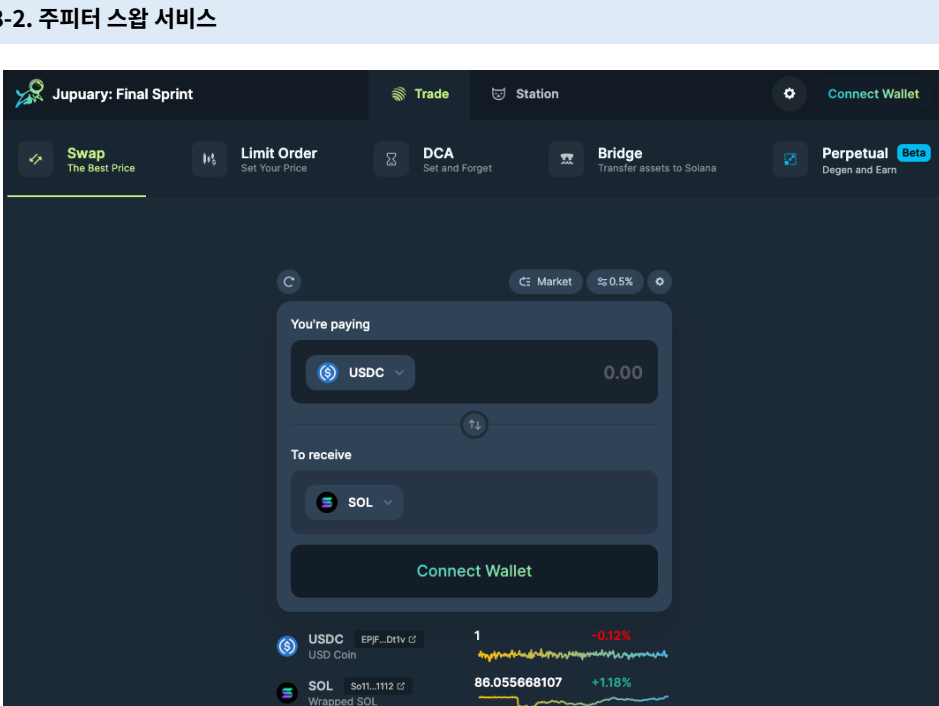 3-2. 주피터 스왑 서비스
Jupuary: Final Sprint
Trade
Station
Connect Wallet
Swap
The Best Price
Limit Order
Set Your Price
DCA
Set and Forget
Bridge
Transfer assets to Solana
Perpetual Beta
Degen and Earn
Market
0.5%
You're paying
USDC
0.00
To receive
SOL
Connect Wallet
USDC EPjF...Dt1v
USD Coin
1
-0.12%
SOL So11...1112
Wrapped SOL
86.055668107
+1.18%